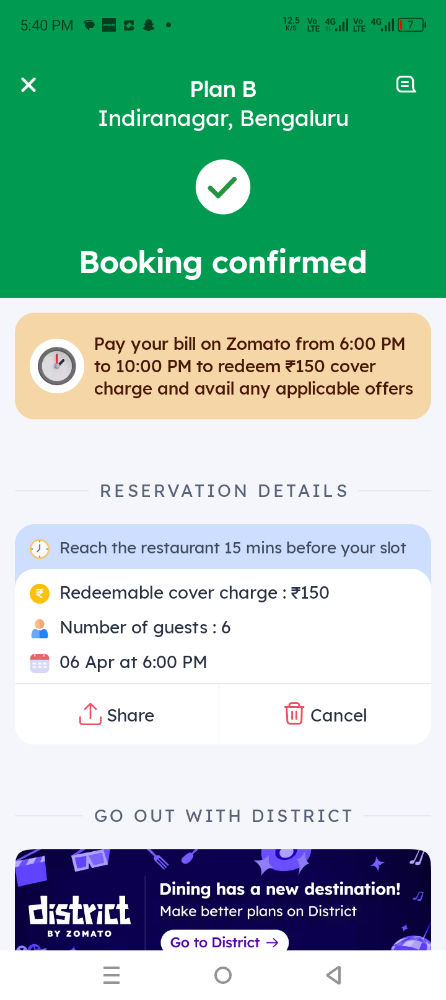 5:40 PM
12.5 K/S Vo LTE 4G Vo LTE 4G 7
Plan B
Indiranagar, Bengaluru
Booking confirmed
Pay your bill on Zomato from 6:00 PM
to 10:00 PM to redeem ₹150 cover
charge and avail any applicable offers
RESERVATION DETAILS
Reach the restaurant 15 mins before your slot
Redeemable cover charge : ₹150
Number of guests : 6
06 Apr at 6:00 PM
Share
Cancel
GO OUT WITH DISTRICT
district
BY ZOMATO
Dining has a new destination!
Make better plans on District
Go to District →